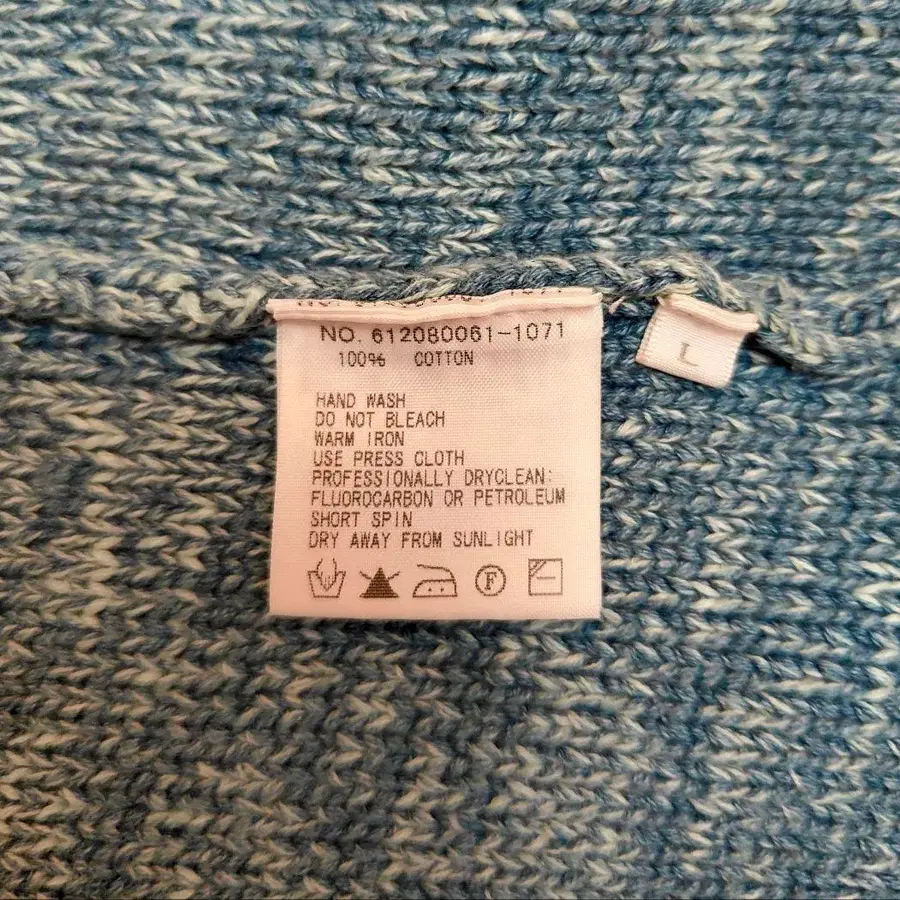 NO. 612080061-1071
100% COTTON
L
HAND WASH
DO NOT BLEACH
WARM IRON
USE PRESS CLOTH
PROFESSIONALLY DRYCLEAN:
FLUOROCARBON OR PETROLEUM
SHORT SPIN
DRY AWAY FROM SUNLIGHT
F